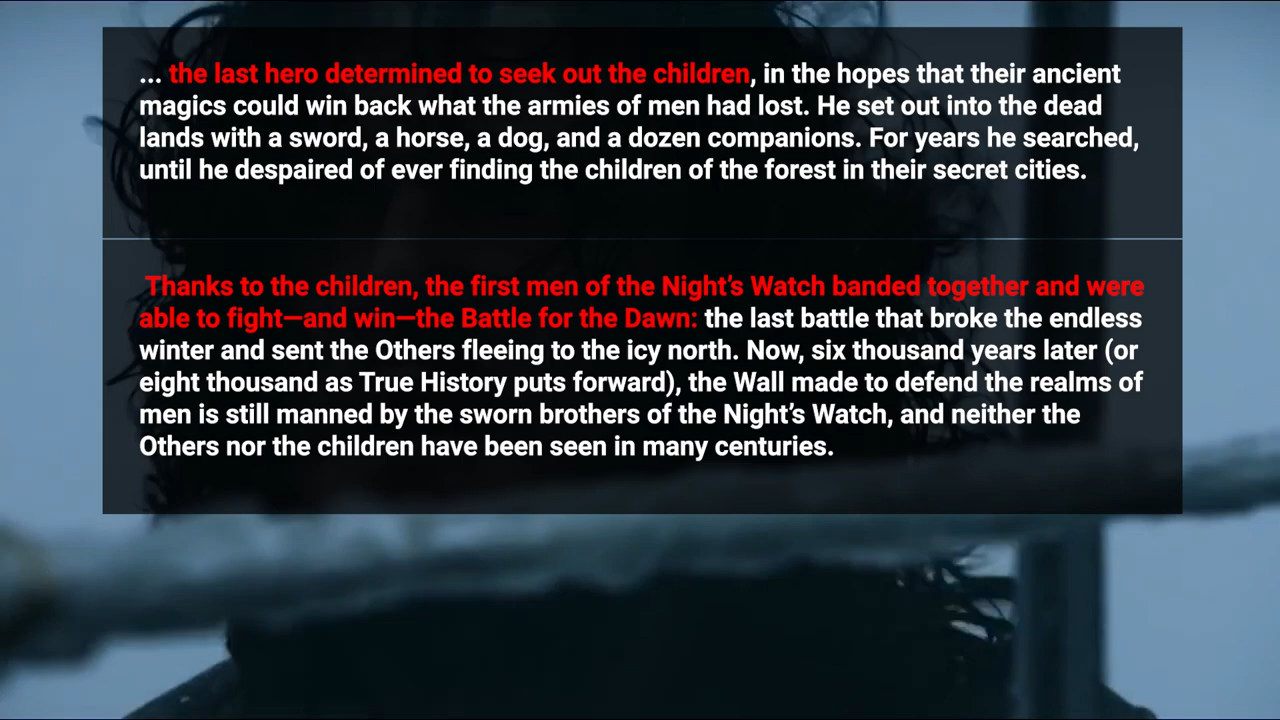 ... the last hero determined to seek out the children, in the hopes that their ancient
magics could win back what the armies of men had lost. He set out into the dead
lands with a sword, a horse, a dog, and a dozen companions. For years he searched,
until he despaired of ever finding the children of the forest in their secret cities.
Thanks to the children, the first men of the Night’s Watch banded together and were
able to fight—and win—the Battle for the Dawn: the last battle that broke the endless
winter and sent the Others fleeing to the icy north. Now, six thousand years later (or
eight thousand as True History puts forward), the Wall made to defend the realms of
men is still manned by the sworn brothers of the Night’s Watch, and neither the
Others nor the children have been seen in many centuries.